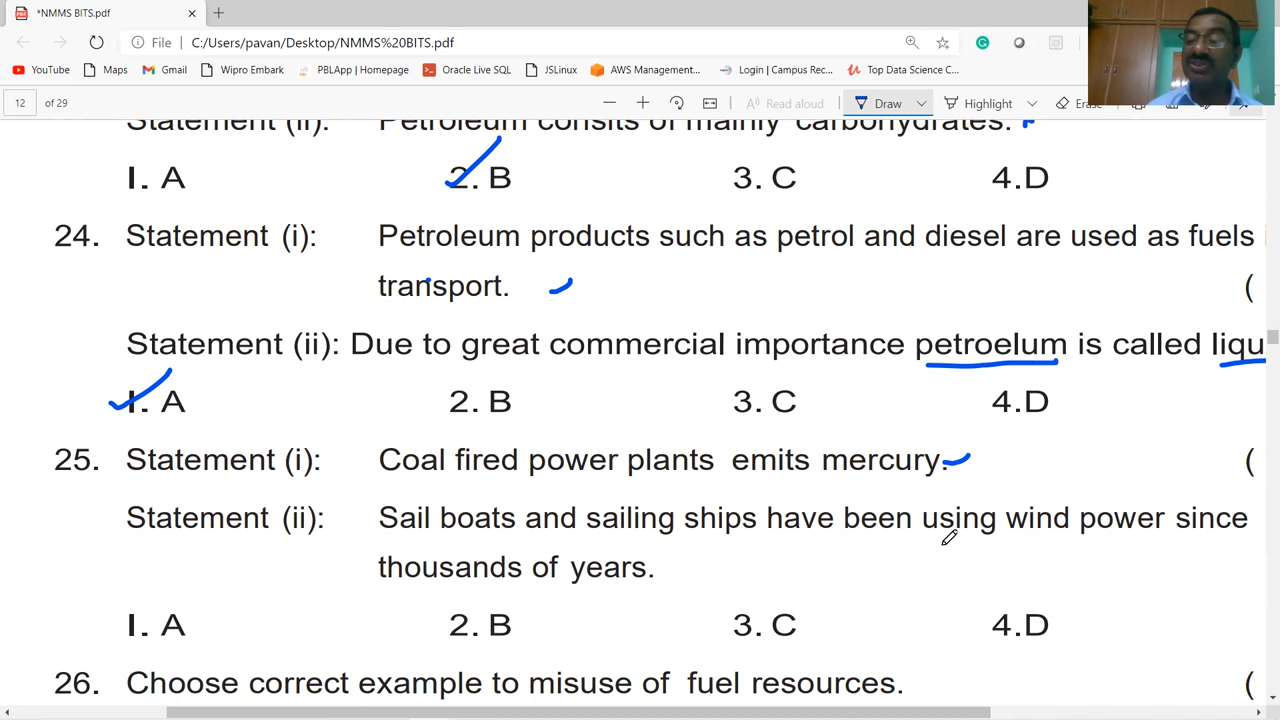 *NMMS BITS.pdf
File C:/Users/pavan/Desktop/NMMS%20BITS.pdf
YouTube Maps Gmail Wipro Embark PBLApp | Homepage Oracle Live SQL JSLinux AWS Management... Login | Campus Rec... Top Data Science C...
12 of 29 Read aloud Draw Highlight Erase
Statement (ii): Petroleum consits of mainly carbohydrates.
I. A 2. B 3. C 4.D
24. Statement (i): Petroleum products such as petrol and diesel are used as fuels i
transport. (
Statement (ii): Due to great commercial importance petroelum is called liqu
I. A 2. B 3. C 4.D
25. Statement (i): Coal fired power plants emits mercury. (
Statement (ii): Sail boats and sailing ships have been using wind power since
thousands of years.
I. A 2. B 3. C 4.D
26. Choose correct example to misuse of fuel resources. (